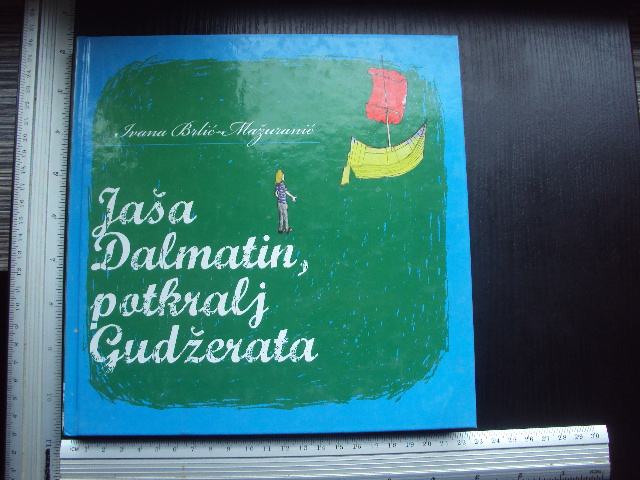 Ivana Brlić-Mažuranić
Jaša
Dalmatin,
potkralj
Gudžerata